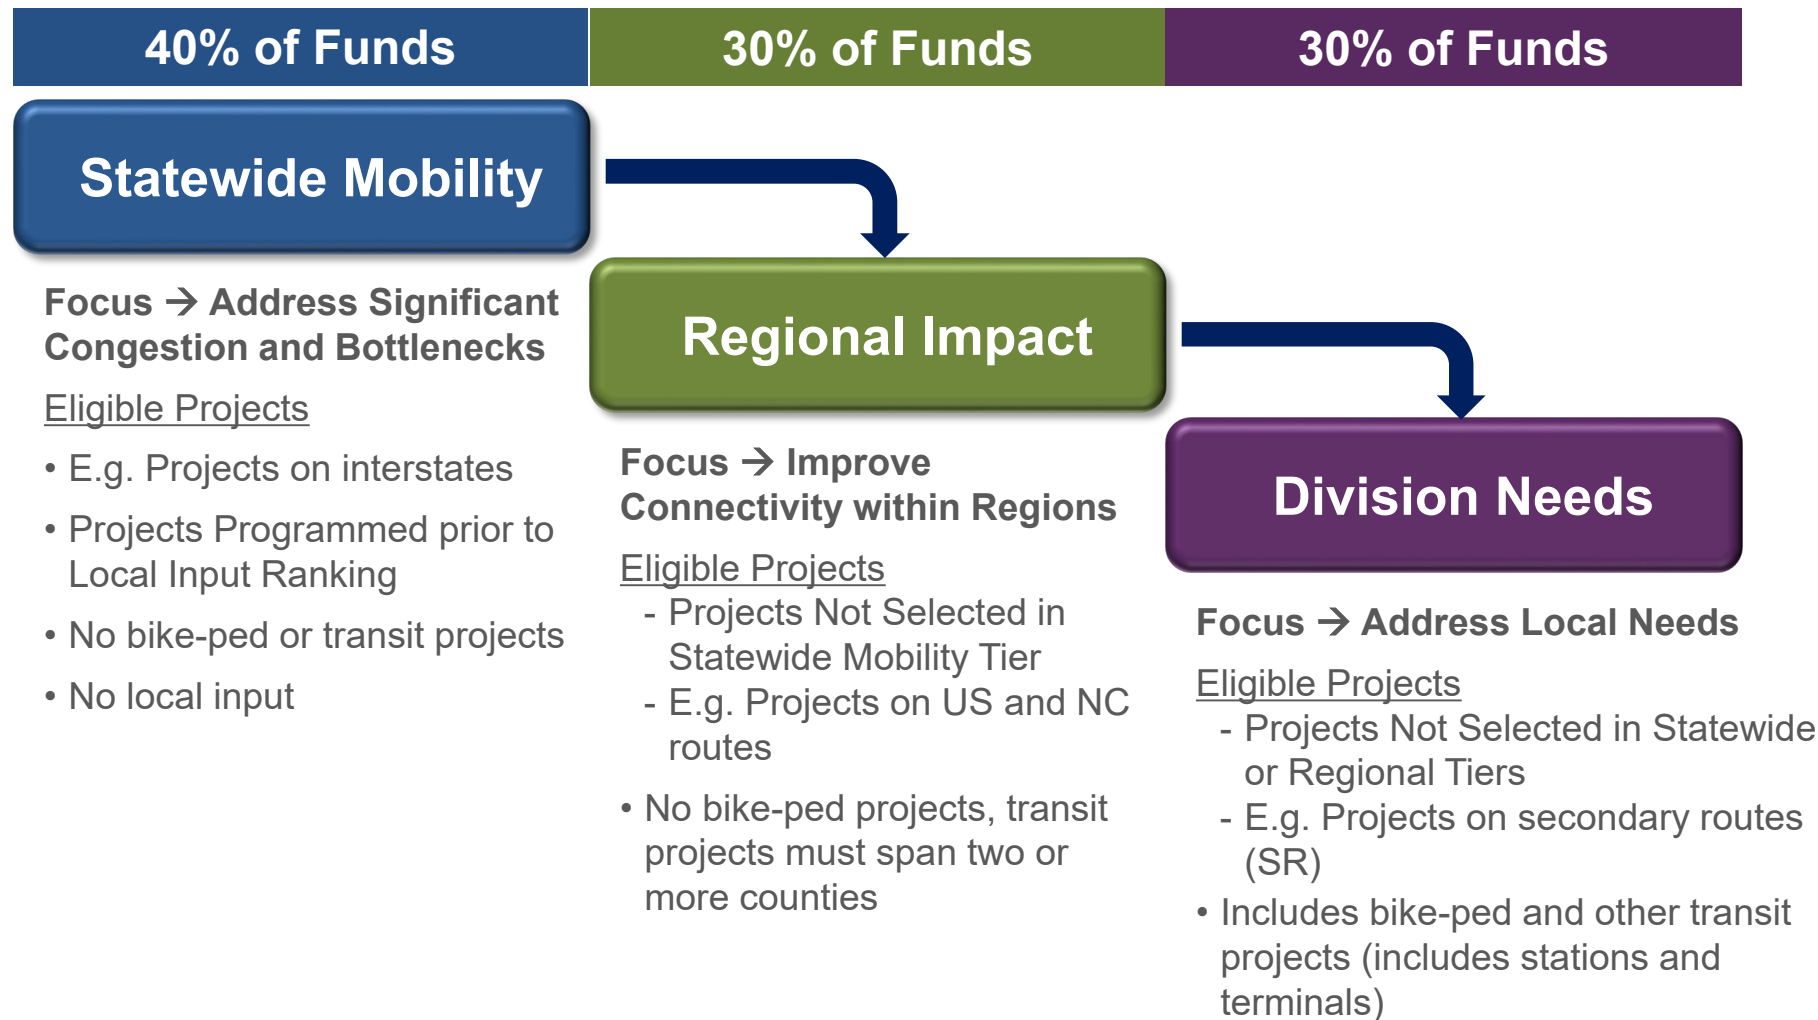 40% of Funds
30% of Funds
30% of Funds
Statewide Mobility
Focus → Address Significant
Congestion and Bottlenecks
Eligible Projects
• E.g. Projects on interstates
• Projects Programmed prior to
Local Input Ranking
• No bike-ped or transit projects
• No local input
Regional Impact
Focus → Improve
Connectivity within Regions
Eligible Projects
- Projects Not Selected in
Statewide Mobility Tier
- E.g. Projects on US and NC
routes
• No bike-ped projects, transit
projects must span two or
more counties
Division Needs
Focus → Address Local Needs
Eligible Projects
- Projects Not Selected in Statewide
or Regional Tiers
- E.g. Projects on secondary routes
(SR)
• Includes bike-ped and other transit
projects (includes stations and
terminals)